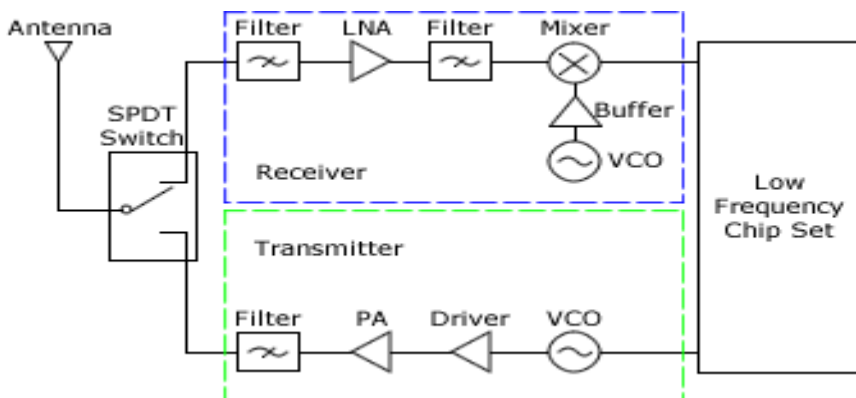 Antenna
Filter
LNA
Filter
Mixer
SPDT
Switch
Buffer
VCO
Receiver
Low
Frequency
Chip Set
Transmitter
Filter
PA
Driver
VCO